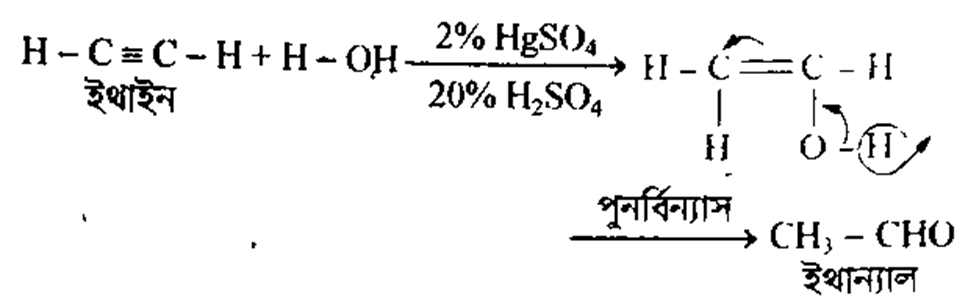 H – C ≡ C – H + H – OH 2% HgSO₄ 20% H₂SO₄ H – C = C – H
ইথাইন
H O – H
পুনর্বিন্যাস
CH₃ – CHO
ইথান্যাল